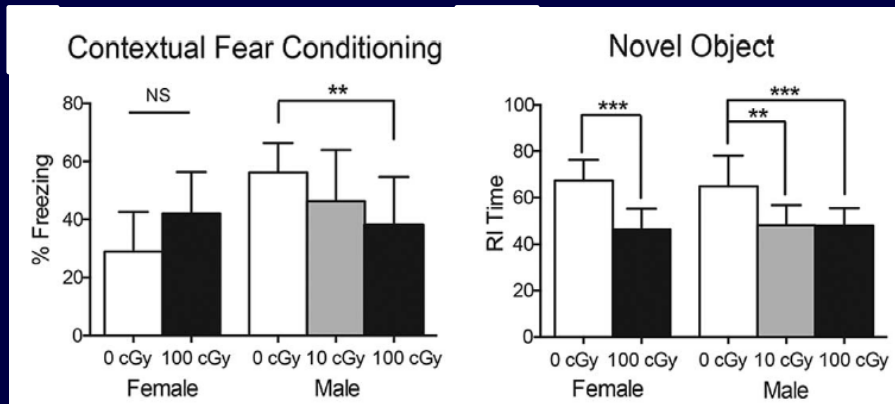 Contextual Fear Conditioning
NS
**
80
60
40
20
0
% Freezing
0 cGy 100 cGy
0 cGy 10 cGy 100 cGy
Female
Male
Novel Object
***
***
**
100
80
60
40
20
0
RI Time
0 cGy 100 cGy
0 cGy 10 cGy 100 cGy
Female
Male